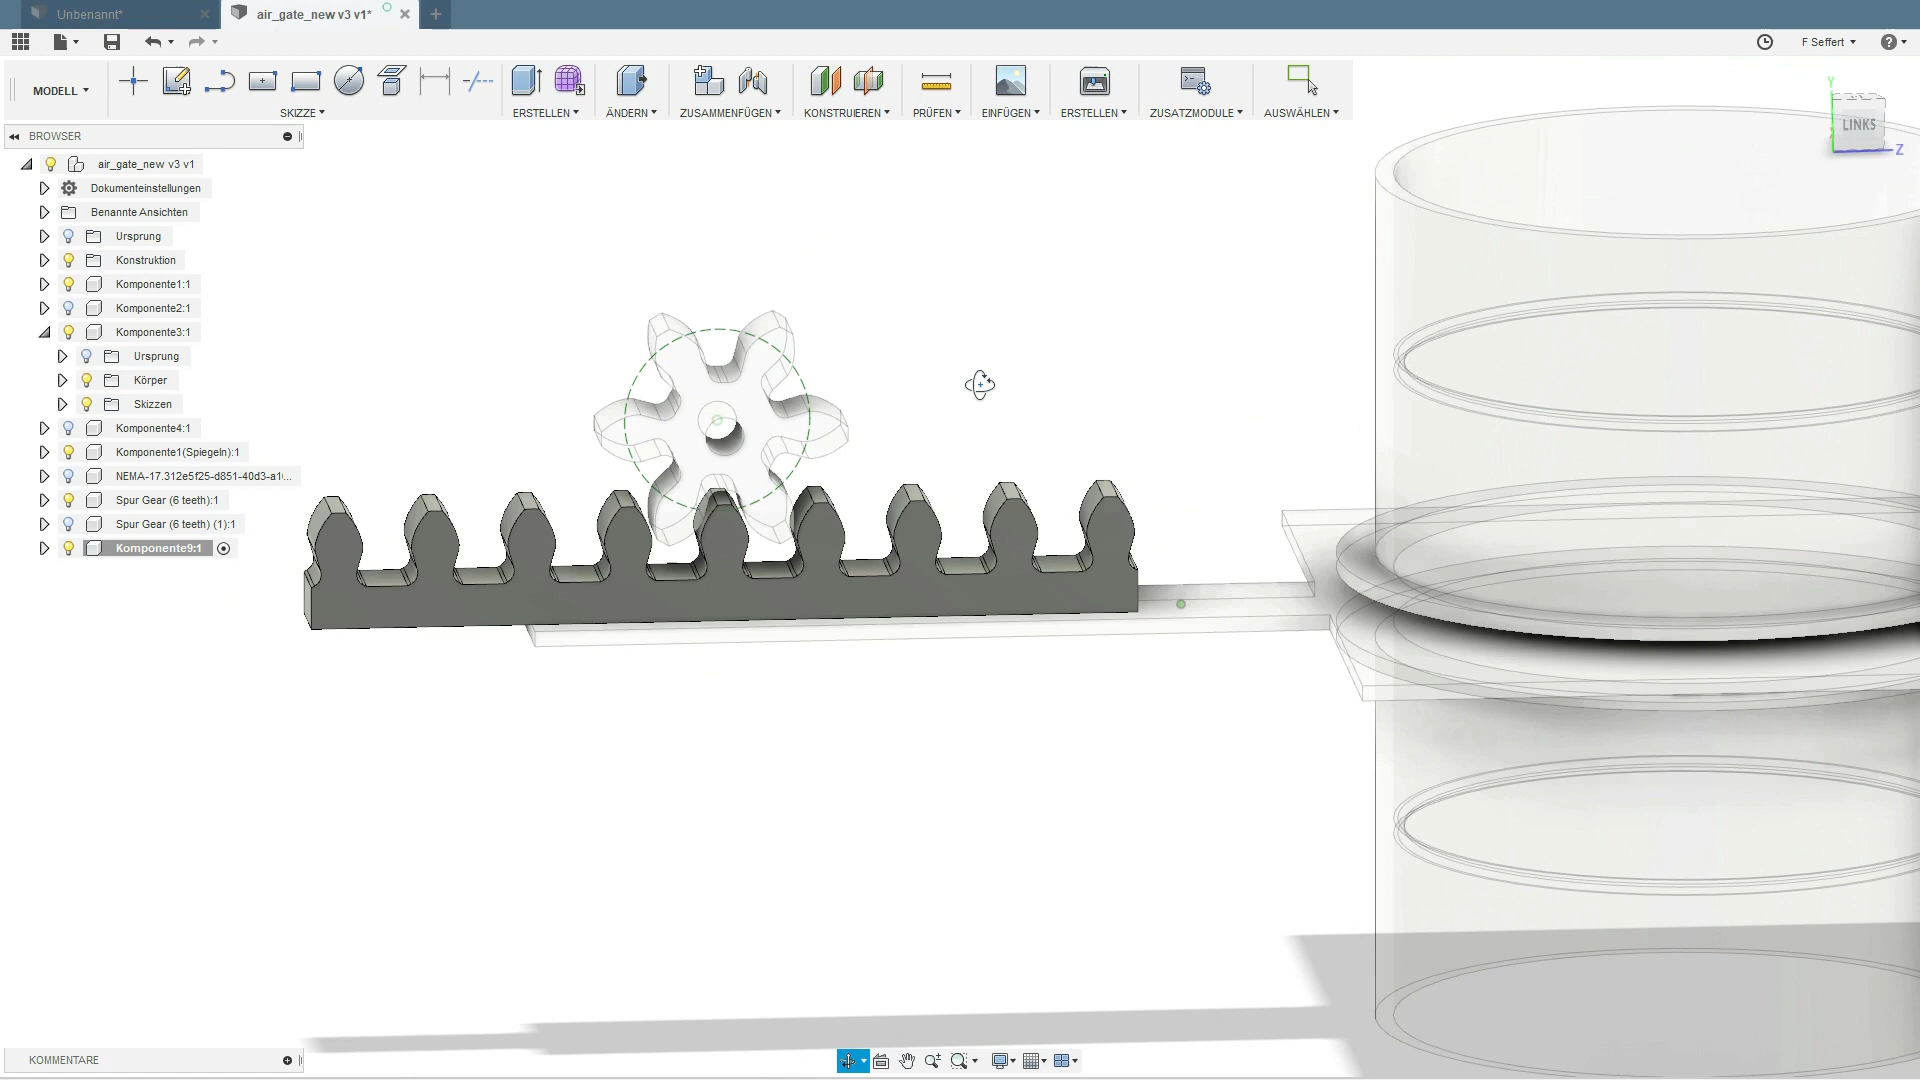 Unbenannt*
air_gate_new v3 v1*
F Seffert
MODELL
SKIZZE
ERSTELLEN
ÄNDERN
ZUSAMMENFÜGEN
KONSTRUIEREN
PRÜFEN
EINFÜGEN
ERSTELLEN
ZUSATZMODULE
AUSWÄHLEN
Y
LINKS
Z
BROWSER
air_gate_new v3 v1
Dokumenteinstellungen
Benannte Ansichten
Ursprung
Konstruktion
Komponente1:1
Komponente2:1
Komponente3:1
Ursprung
Körper
Skizzen
Komponente4:1
Komponente1(Spiegeln):1
NEMA-17.312e5f25-d851-40d3-a1(...
Spur Gear (6 teeth):1
Spur Gear (6 teeth) (1):1
Komponente9:1
KOMMENTARE